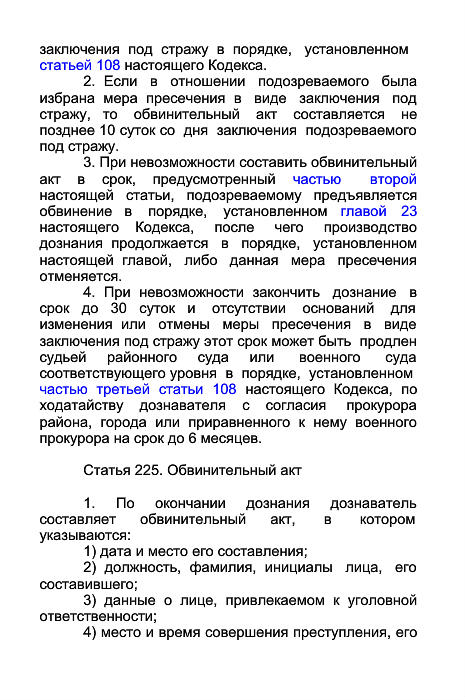 заключения под стражу в порядке, установленном
статьей 108 настоящего Кодекса.
2. Если в отношении подозреваемого была
избрана мера пресечения в виде заключения под
стражу, то обвинительный акт составляется не
позднее 10 суток со дня заключения подозреваемого
под стражу.
3. При невозможности составить обвинительный
акт в срок, предусмотренный частью второй
настоящей статьи, подозреваемому предъявляется
обвинение в порядке, установленном главой 23
настоящего Кодекса, после чего производство
дознания продолжается в порядке, установленном
настоящей главой, либо данная мера пресечения
отменяется.
4. При невозможности закончить дознание в
срок до 30 суток и отсутствии оснований для
изменения или отмены меры пресечения в виде
заключения под стражу этот срок может быть продлен
судьей районного суда или военного суда
соответствующего уровня в порядке, установленном
частью третьей статьи 108 настоящего Кодекса, по
ходатайству дознавателя с согласия прокурора
района, города или приравненного к нему военного
прокурора на срок до 6 месяцев.
Статья 225. Обвинительный акт
1. По окончании дознания дознаватель
составляет обвинительный акт, в котором
указываются:
1) дата и место его составления;
2) должность, фамилия, инициалы лица, его
составившего;
3) данные о лице, привлекаемом к уголовной
ответственности;
4) место и время совершения преступления, его